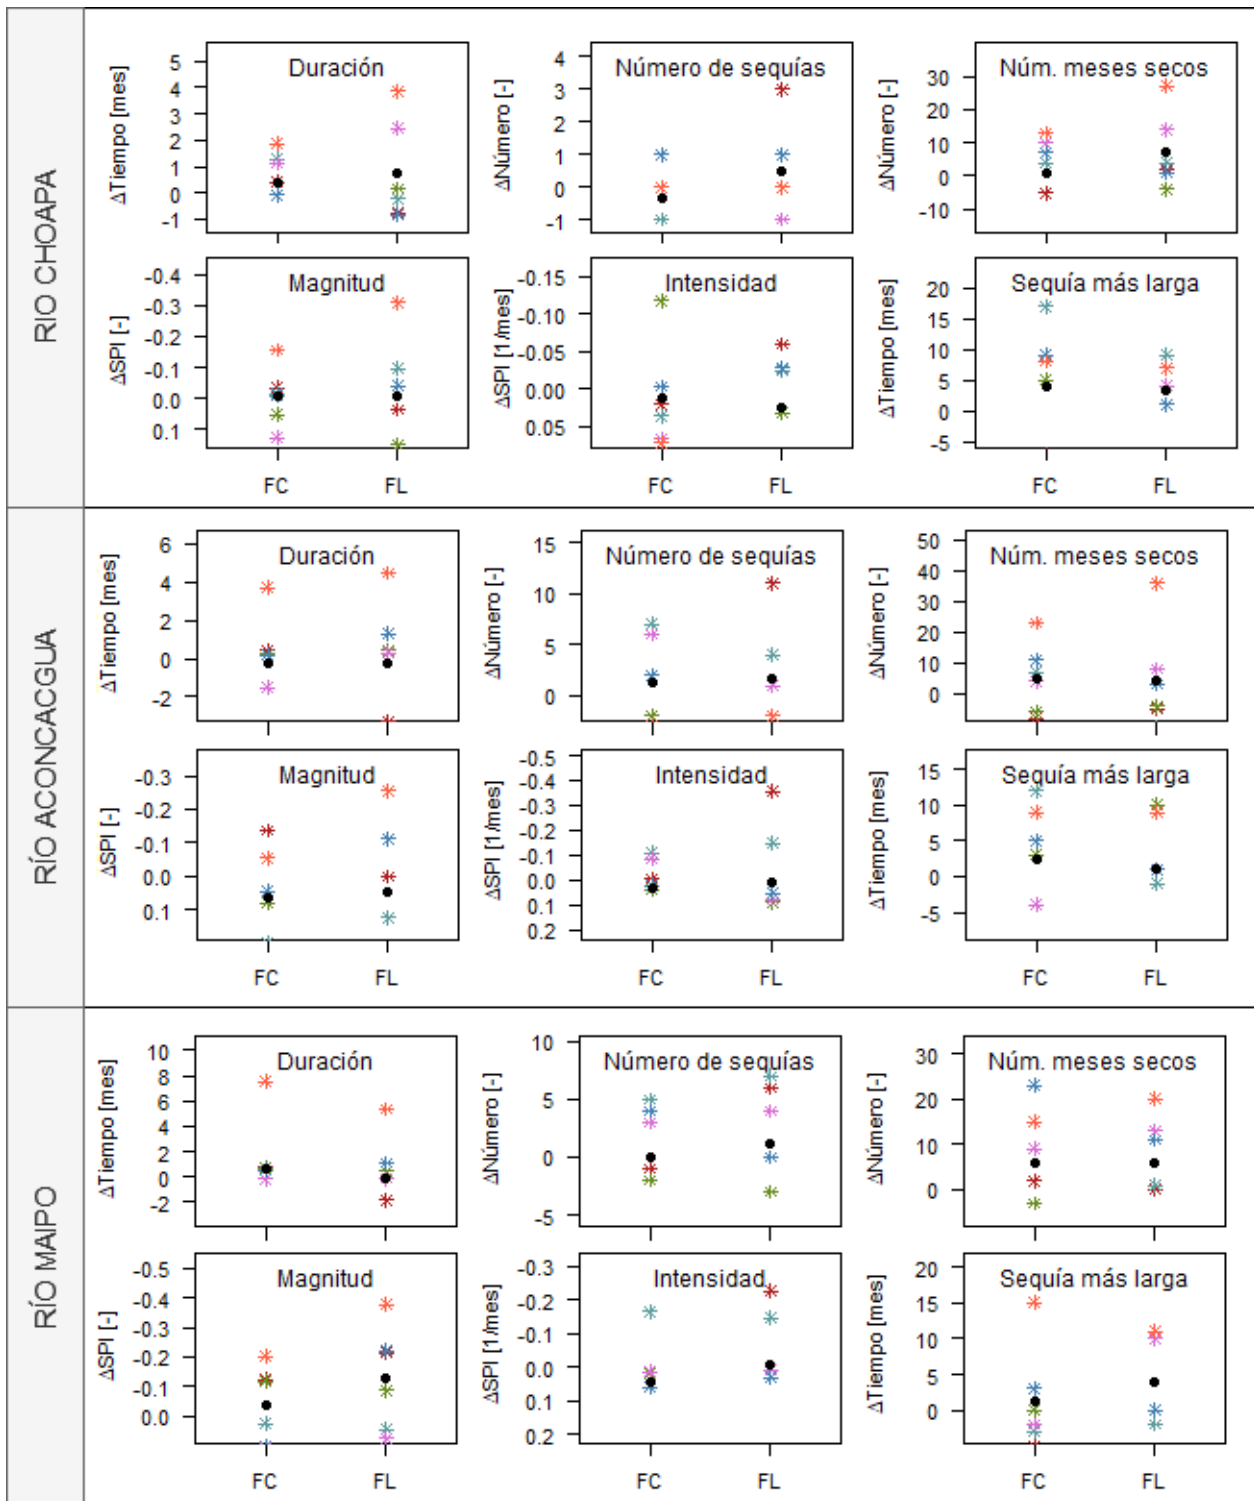 RIO CHOAPA
Duración
ΔTiempo [mes]
5
4
3
2
1
0
-1
Número de sequías
ΔNúmero [-]
4
3
2
1
0
-1
Núm. meses secos
ΔNúmero [-]
30
20
10
0
-10
Magnitud
ΔSPI [-]
-0.4
-0.3
-0.2
-0.1
0.0
0.1
FC FL
Intensidad
ΔSPI [1/mes]
-0.15
-0.10
-0.05
0.00
0.05
FC FL
Sequía más larga
ΔTiempo [mes]
20
15
10
5
0
-5
FC FL
RÍO ACONCACGUA
Duración
ΔTiempo [mes]
6
4
2
0
-2
Número de sequías
ΔNúmero [-]
15
10
5
0
Núm. meses secos
ΔNúmero [-]
50
40
30
20
10
0
Magnitud
ΔSPI [-]
-0.3
-0.2
-0.1
0.0
0.1
FC FL
Intensidad
ΔSPI [1/mes]
-0.5
-0.4
-0.3
-0.2
-0.1
0.0
0.1
0.2
FC FL
Sequía más larga
ΔTiempo [mes]
15
10
5
0
-5
FC FL
RÍO MAIPO
Duración
ΔTiempo [mes]
10
8
6
4
2
0
-2
Número de sequías
ΔNúmero [-]
10
5
0
-5
Núm. meses secos
ΔNúmero [-]
30
20
10
0
Magnitud
ΔSPI [-]
-0.5
-0.4
-0.3
-0.2
-0.1
0.0
FC FL
Intensidad
ΔSPI [1/mes]
-0.3
-0.2
-0.1
0.0
0.1
0.2
FC FL
Sequía más larga
ΔTiempo [mes]
20
15
10
5
0
FC FL